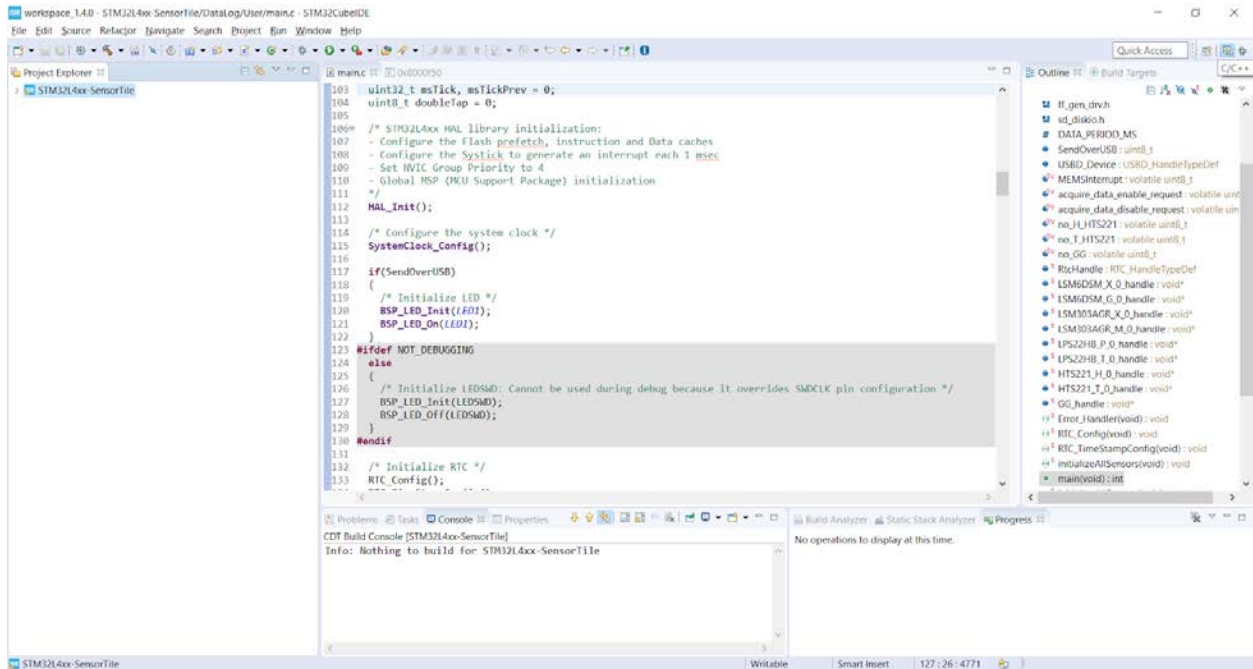 workspace_1.4.0 - STM32L4xx-SensorTile/DataLog/User/main.c - STM32CubeIDE
File Edit Source Refactor Navigate Search Project Run Window Help
Quick Access
Project Explorer
STM32L4xx-SensorTile
main.c 0x8000f50
103 uint32_t msTick, msTickPrev = 0;
104 uint8_t doubleTap = 0;
105
106 /* STM32L4xx HAL library initialization:
107 - Configure the Flash prefetch, instruction and Data caches
108 - Configure the Systick to generate an interrupt each 1 msec
109 - Set NVIC Group Priority to 4
110 - Global MSP (MCU Support Package) initialization
111 */
112 HAL_Init();
113
114 /* Configure the system clock */
115 SystemClock_Config();
116
117 if(SendOverUSB)
118 {
119 /* Initialize LED */
120 BSP_LED_Init(LED1);
121 BSP_LED_On(LED1);
122 }
123 #ifdef NOT_DEBUGGING
124 else
125 {
126 /* Initialize LEDSWD: Cannot be used during debug because it overrides SWDCLK pin configuration */
127 BSP_LED_Init(LEDSWD);
128 BSP_LED_Off(LEDSWD);
129 }
130 #endif
131
132 /* Initialize RTC */
133 RTC_Config();
Outline Build Targets
C/C++
ff_gen_drv.h
sd_diskio.h
DATA_PERIOD_MS
SendOverUSB : uint8_t
USBD_Device : USBD_HandleTypeDef
MEMSInterrupt : volatile uint8_t
acquire_data_enable_request : volatile uint
acquire_data_disable_request : volatile uin
no_H_HTS221 : volatile uint8_t
no_T_HTS221 : volatile uint8_t
no_GG : volatile uint8_t
RtcHandle : RTC_HandleTypeDef
LSM6DSM_X_0_handle : void*
LSM6DSM_G_0_handle : void*
LSM303AGR_X_0_handle : void*
LSM303AGR_M_0_handle : void*
LPS22HB_P_0_handle : void*
LPS22HB_T_0_handle : void*
HTS221_H_0_handle : void*
HTS221_T_0_handle : void*
GG_handle : void*
Error_Handler(void) : void
RTC_Config(void) : void
RTC_TimeStampConfig(void) : void
initializeAllSensors(void) : void
main(void) : int
Problems Tasks Console Properties
CDT Build Console [STM32L4xx-SensorTile]
Info: Nothing to build for STM32L4xx-SensorTile
Build Analyzer Static Stack Analyzer Progress
No operations to display at this time.
STM32L4xx-SensorTile
Writable Smart Insert 127 : 26 : 4771